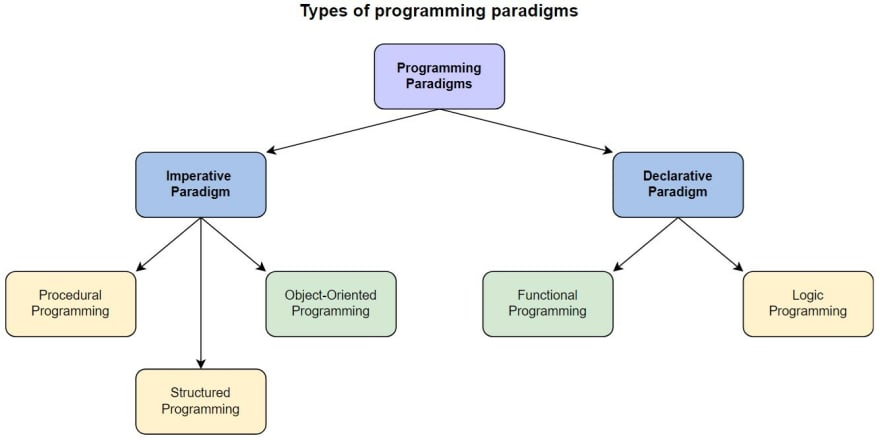 Types of programming paradigms
Programming
Paradigms
Imperative
Paradigm
Declarative
Paradigm
Procedural
Programming
Object-Oriented
Programming
Functional
Programming
Logic
Programming
Structured
Programming